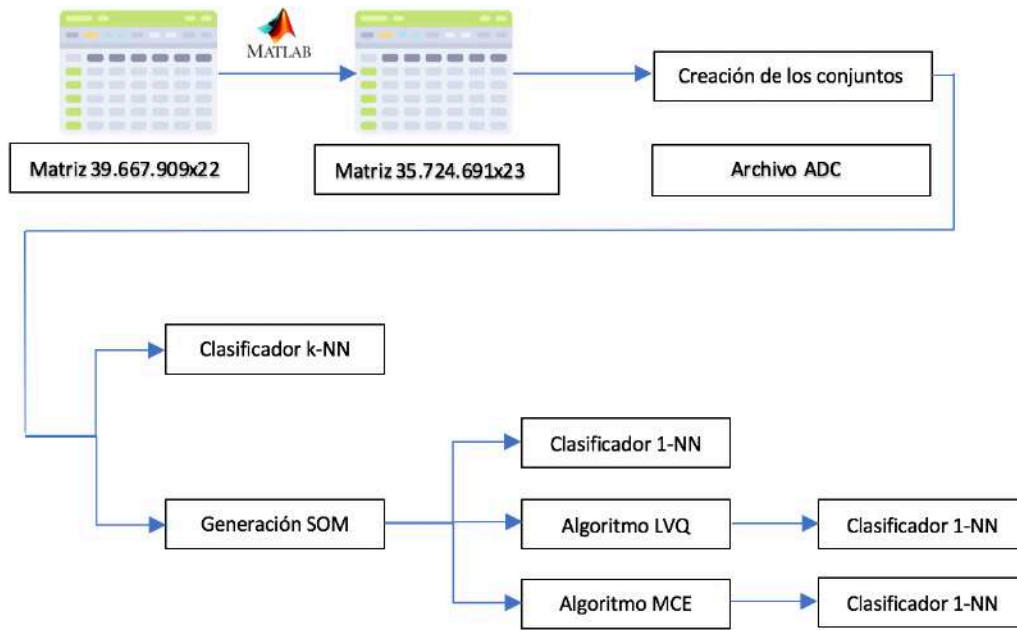 MATLAB
Creación de los conjuntos
Matriz 39.667.909x22
Matriz 35.724.691x23
Archivo ADC
Clasificador k-NN
Clasificador 1-NN
Generación SOM
Algoritmo LVQ
Clasificador 1-NN
Algoritmo MCE
Clasificador 1-NN